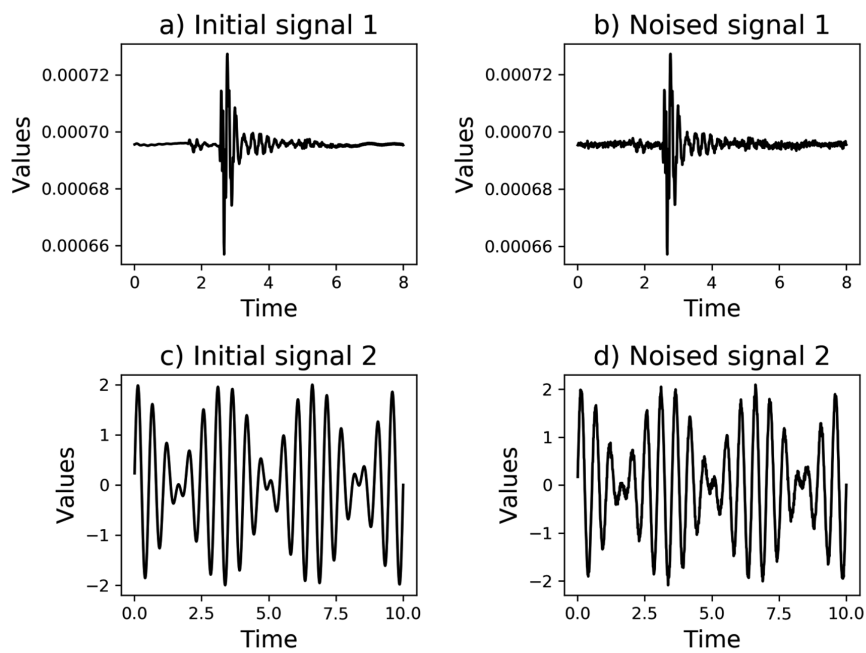 a) Initial signal 1
b) Noised signal 1
0.00072
0.00070
0.00068
0.00066
Values
0 2 4 6 8
Time
0.00072
0.00070
0.00068
0.00066
Values
0 2 4 6 8
Time
c) Initial signal 2
d) Noised signal 2
2
1
0
−1
−2
Values
0.0 2.5 5.0 7.5 10.0
Time
2
1
0
−1
−2
Values
0.0 2.5 5.0 7.5 10.0
Time